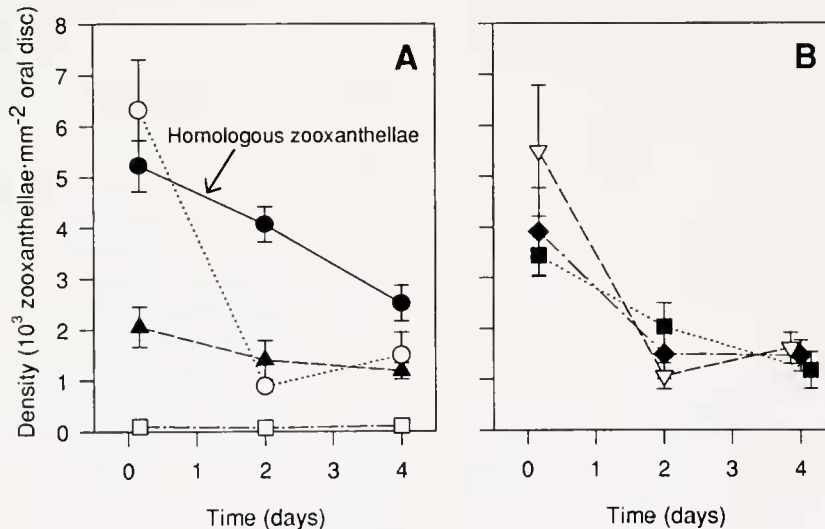 Density (10³ zooxanthellae·mm⁻² oral disc)
8
7
6
5
4
3
2
1
0
A
Homologous zooxanthellae
0 1 2 3 4
Time (days)
B
0 1 2 3 4
Time (days)